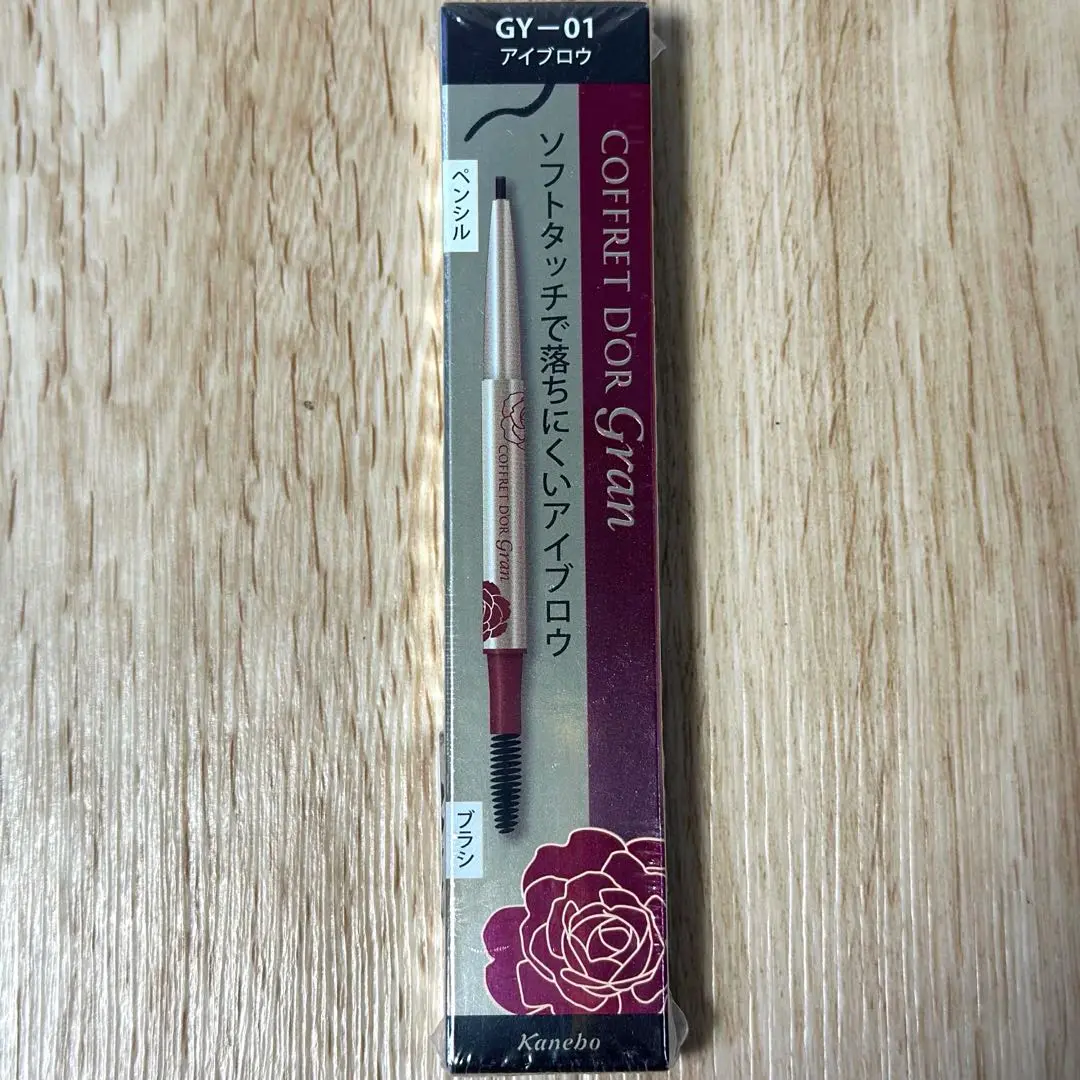 GY－01
アイブロウ
COFFRET D'OR Gran
ソフトタッチで落ちにくいアイブロウ
ペンシル
COFFRET D'OR Gran
ブラシ
Kanebo